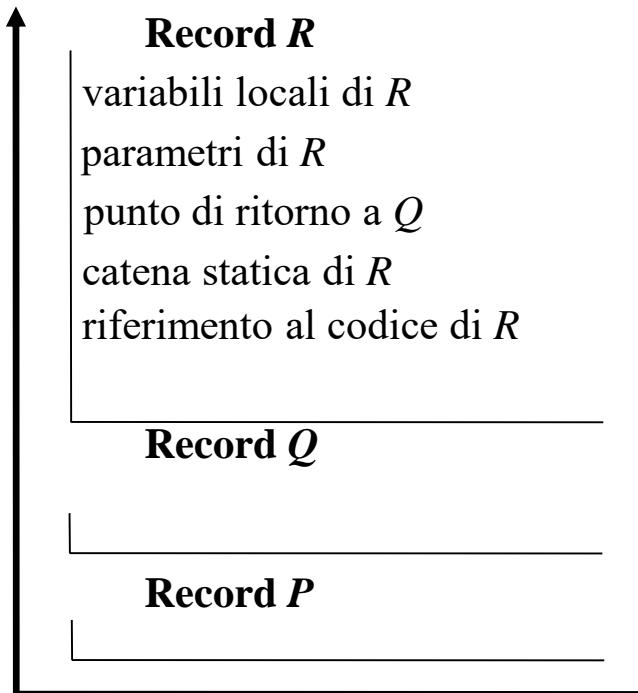 Record R
variabili locali di R
parametri di R
punto di ritorno a Q
catena statica di R
riferimento al codice di R
Record Q
Record P